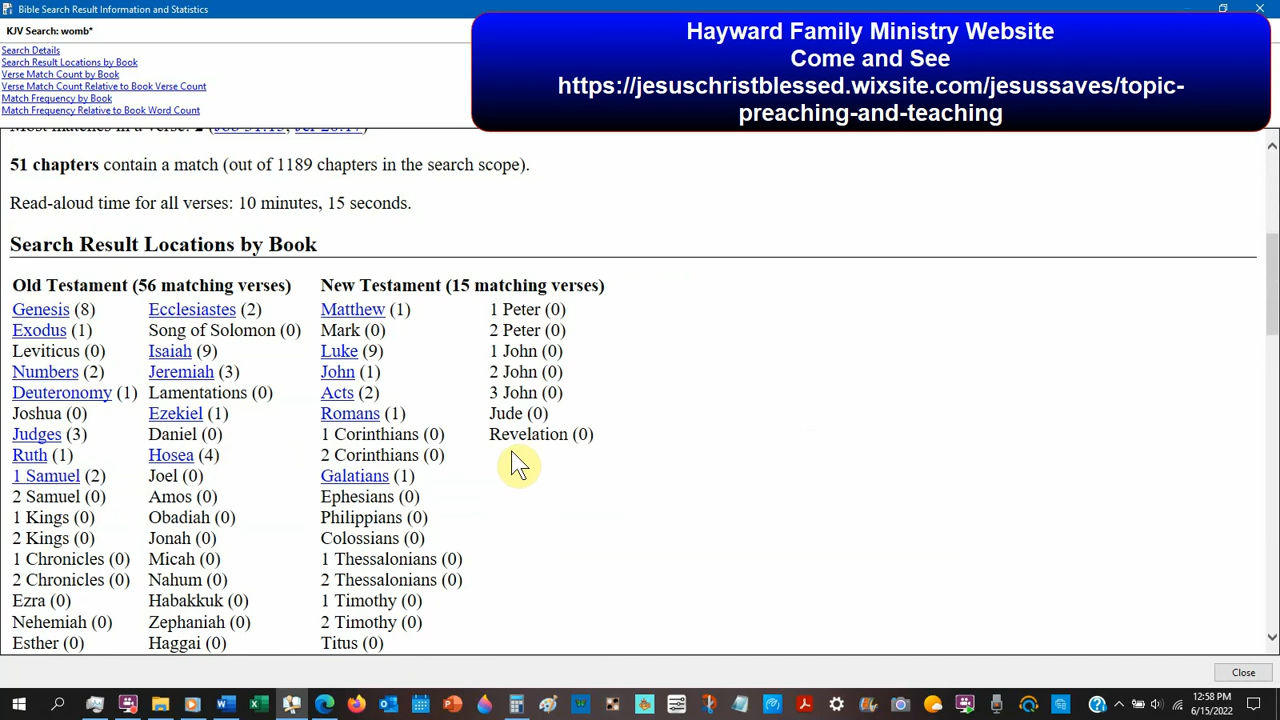 Bible Search Result Information and Statistics
KJV Search: womb*
Search Details
Search Result Locations by Book
Verse Match Count by Book
Verse Match Count Relative to Book Verse Count
Match Frequency by Book
Match Frequency Relative to Book Word Count
Hayward Family Ministry Website
Come and See
https://jesuschristblessed.wixsite.com/jesussaves/topic-
preaching-and-teaching
Most matches in a verse: 2 (Job 31:15, Jer 20:17)
51 chapters contain a match (out of 1189 chapters in the search scope).
Read-aloud time for all verses: 10 minutes, 15 seconds.
Search Result Locations by Book
Old Testament (56 matching verses)
Genesis (8)
Exodus (1)
Leviticus (0)
Numbers (2)
Deuteronomy (1)
Joshua (0)
Judges (3)
Ruth (1)
1 Samuel (2)
2 Samuel (0)
1 Kings (0)
2 Kings (0)
1 Chronicles (0)
2 Chronicles (0)
Ezra (0)
Nehemiah (0)
Esther (0)
Ecclesiastes (2)
Song of Solomon (0)
Isaiah (9)
Jeremiah (3)
Lamentations (0)
Ezekiel (1)
Daniel (0)
Hosea (4)
Joel (0)
Amos (0)
Obadiah (0)
Jonah (0)
Micah (0)
Nahum (0)
Habakkuk (0)
Zephaniah (0)
Haggai (0)
New Testament (15 matching verses)
Matthew (1)
Mark (0)
Luke (9)
John (1)
Acts (2)
Romans (1)
1 Corinthians (0)
2 Corinthians (0)
Galatians (1)
Ephesians (0)
Philippians (0)
Colossians (0)
1 Thessalonians (0)
2 Thessalonians (0)
1 Timothy (0)
2 Timothy (0)
Titus (0)
1 Peter (0)
2 Peter (0)
1 John (0)
2 John (0)
3 John (0)
Jude (0)
Revelation (0)
Close
12:58 PM
6/15/2022